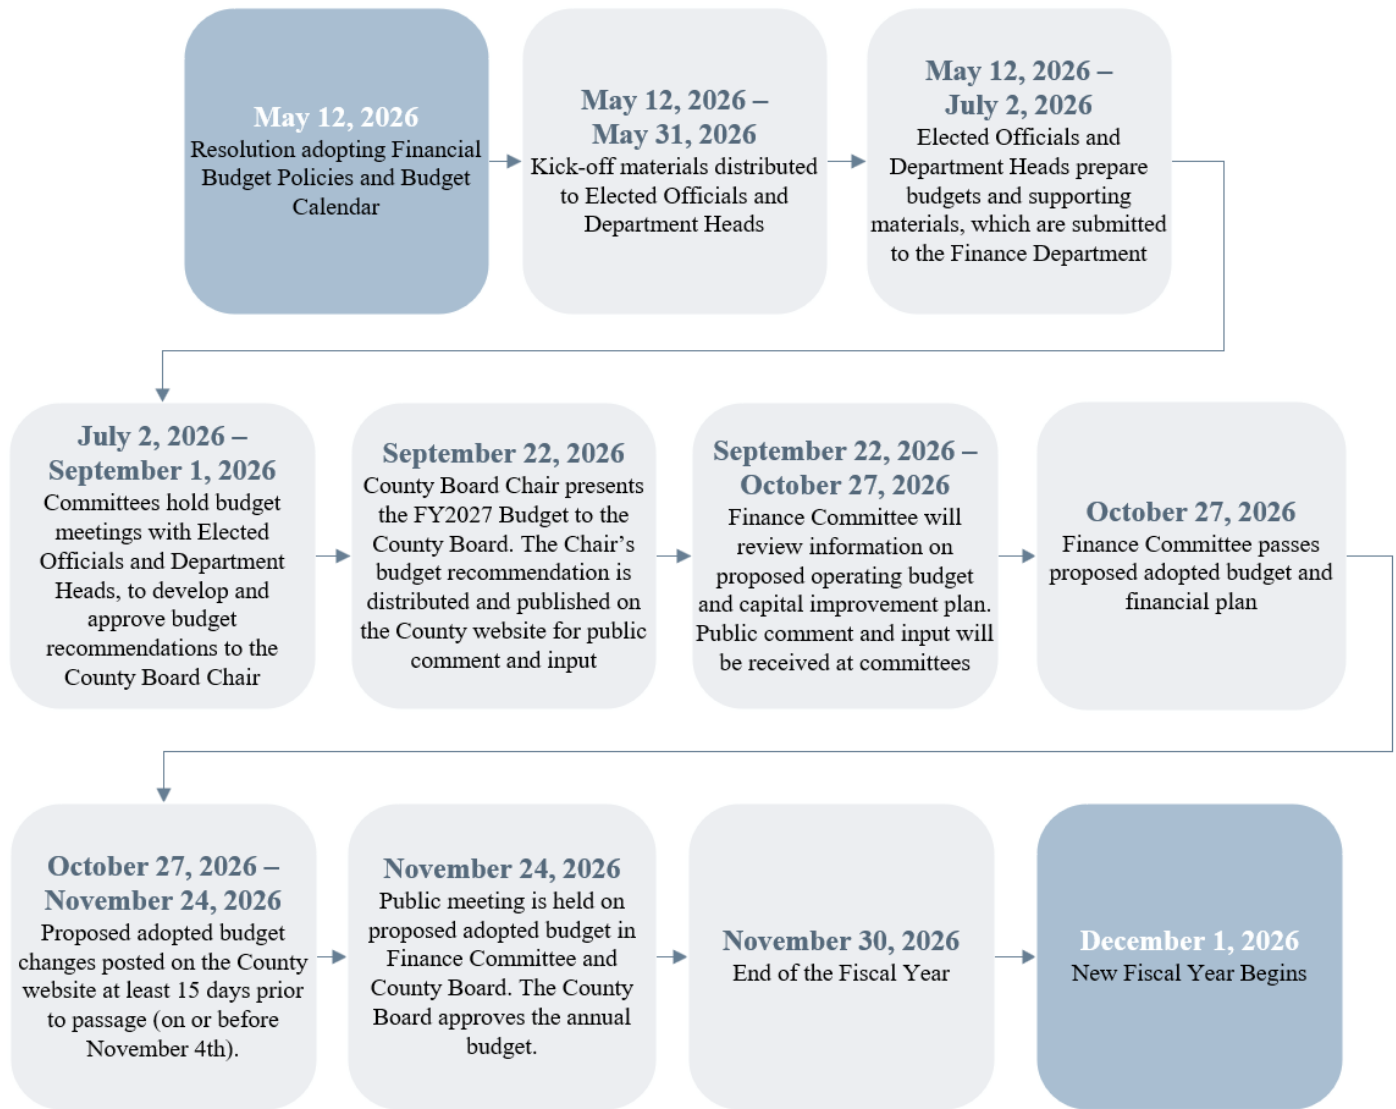 May 12, 2026
Resolution adopting Financial
Budget Policies and Budget
Calendar
May 12, 2026 –
May 31, 2026
Kick-off materials distributed
to Elected Officials and
Department Heads
May 12, 2026 –
July 2, 2026
Elected Officials and
Department Heads prepare
budgets and supporting
materials, which are submitted
to the Finance Department
July 2, 2026 –
September 1, 2026
Committees hold budget
meetings with Elected
Officials and Department
Heads, to develop and
approve budget
recommendations to the
County Board Chair
September 22, 2026
County Board Chair presents
the FY2027 Budget to the
County Board. The Chair’s
budget recommendation is
distributed and published on
the County website for public
comment and input
September 22, 2026 –
October 27, 2026
Finance Committee will
review information on
proposed operating budget
and capital improvement plan.
Public comment and input will
be received at committees
October 27, 2026
Finance Committee passes
proposed adopted budget and
financial plan
October 27, 2026 –
November 24, 2026
Proposed adopted budget
changes posted on the County
website at least 15 days prior
to passage (on or before
November 4th).
November 24, 2026
Public meeting is held on
proposed adopted budget in
Finance Committee and
County Board. The County
Board approves the annual
budget.
November 30, 2026
End of the Fiscal Year
December 1, 2026
New Fiscal Year Begins